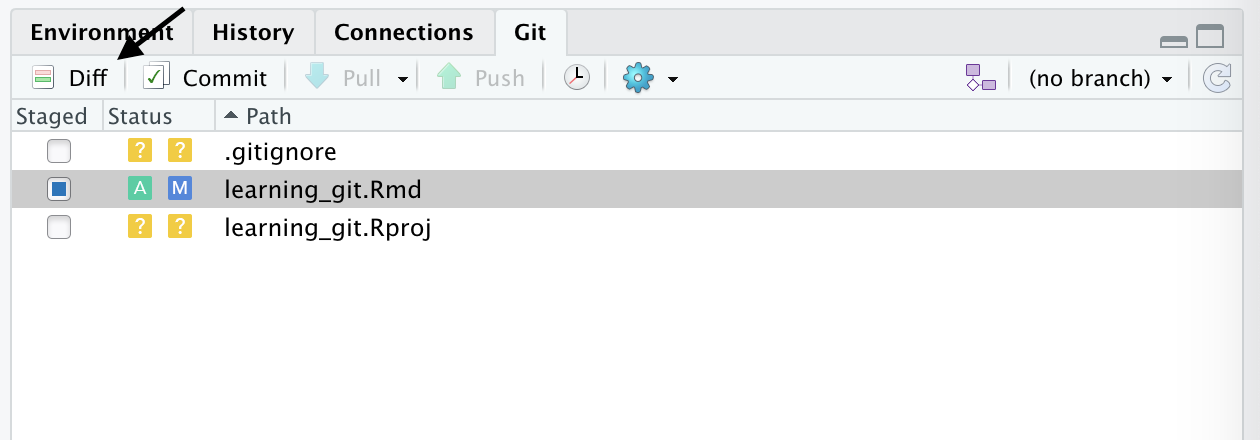 Environment History Connections Git
Diff Commit Pull Push (no branch)
Staged Status Path
? ? .gitignore
A M learning_git.Rmd
? ? learning_git.Rproj